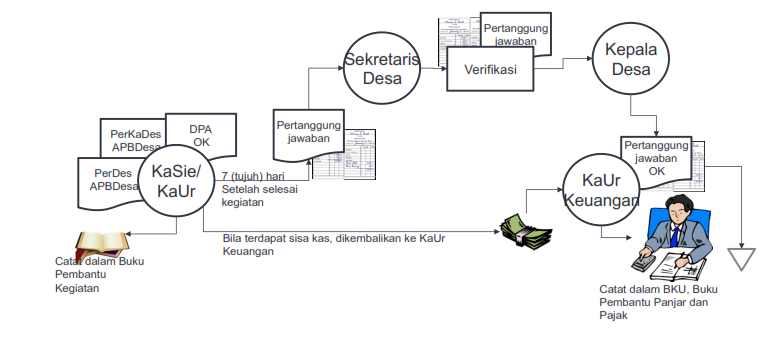 Pertanggung
jawaban
Sekretaris
Desa
Verifikasi
Kepala
Desa
PerKaDes
APBDesa
DPA
OK
Pertanggung
jawaban
PerDes
APBDesa
KaSie/
KaUr
7 (tujuh) hari
Setelah selesai
kegiatan
Pertanggung
jawaban
OK
KaUr
Keuangan
Bila terdapat sisa kas, dikembalikan ke KaUr
Keuangan
Catat dalam Buku
Pembantu
Kegiatan
Catat dalam BKU, Buku
Pembantu Panjar dan
Pajak